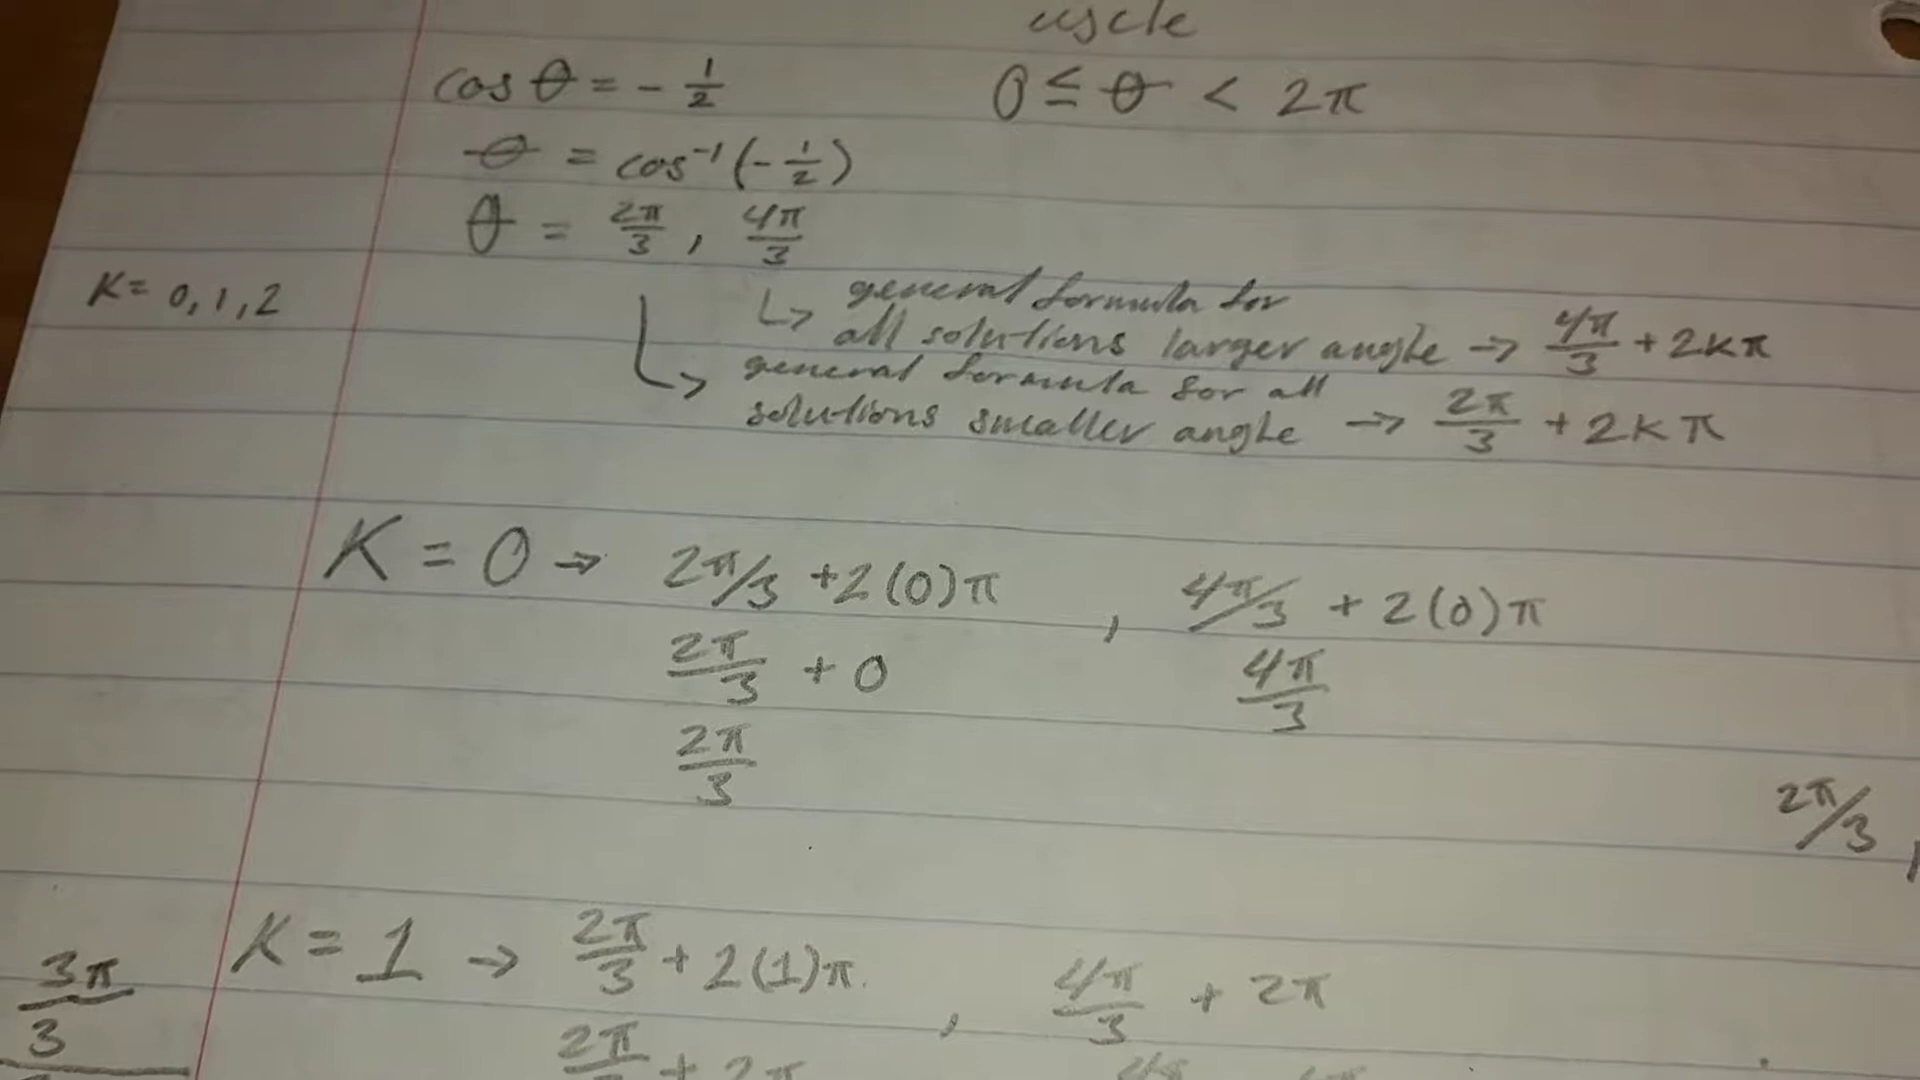 cos θ = - 1/2 0 ≤ θ < 2π
θ = cos⁻¹(- 1/2)
θ = 2π/3 , 4π/3
K = 0, 1, 2
↳ general formula for
all solutions larger angle → 4π/3 + 2Kπ
↳ general formula for all
solutions smaller angle → 2π/3 + 2Kπ
K = 0 → 2π/3 + 2(0)π , 4π/3 + 2(0)π
2π/3 + 0 4π/3
2π/3
2π/3 ,
K = 1 → 2π/3 + 2(1)π , 4π/3 + 2π
3π/3
2π + 2π